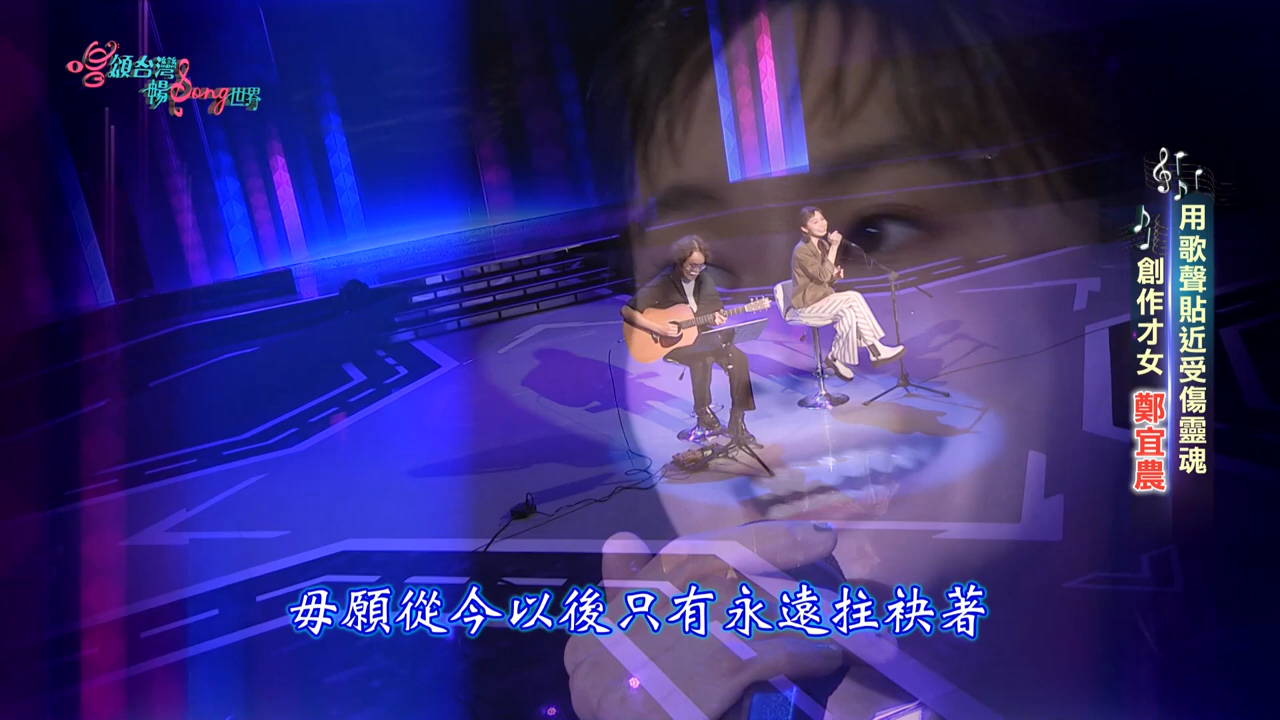 唱頌台灣
暢Song世界
用歌聲貼近受傷靈魂
創作才女 鄭宜農
毋願從今以後只有永遠拄袂著